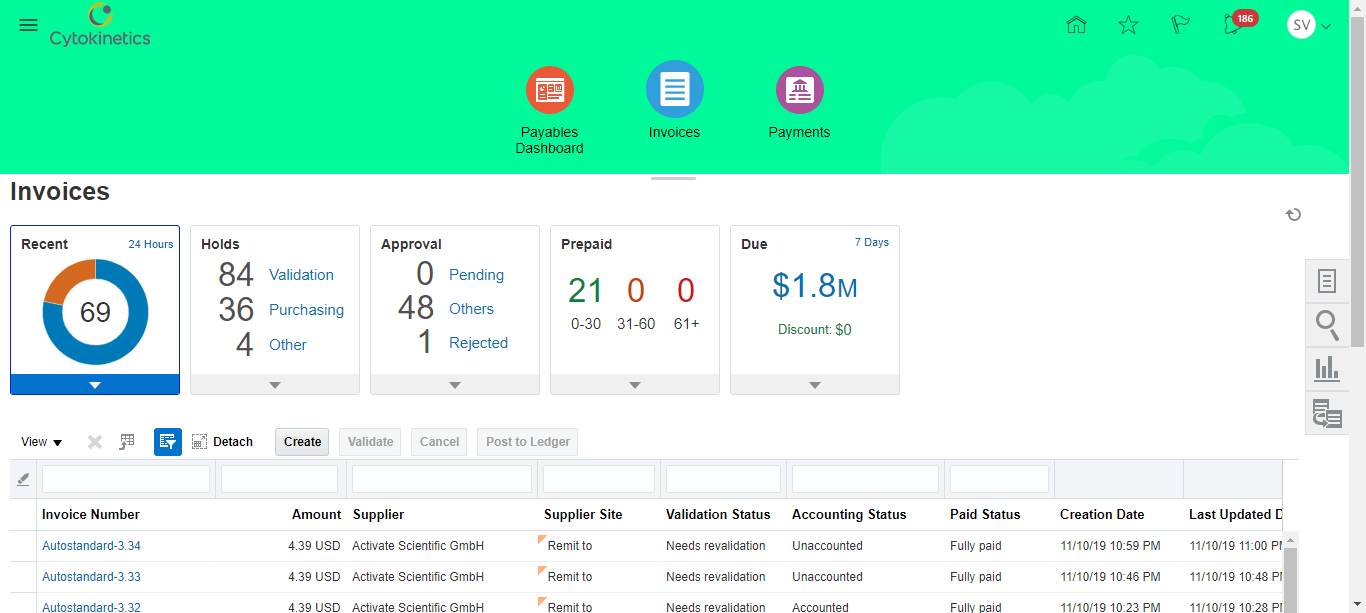 Cytokinetics
186
SV
Payables
Dashboard
Invoices
Payments
Invoices
Recent
24 Hours
69
Holds
84 Validation
36 Purchasing
4 Other
Approval
0 Pending
48 Others
1 Rejected
Prepaid
21 0 0
0-30 31-60 61+
Due
7 Days
$1.8M
Discount: $0
View Detach Create Validate Cancel Post to Ledger
Invoice Number Amount Supplier Supplier Site Validation Status Accounting Status Paid Status Creation Date Last Updated D
Autostandard-3.34 4.39 USD Activate Scientific GmbH Remit to Needs revalidation Unaccounted Fully paid 11/10/19 10:59 PM 11/10/19 11:00 PM
Autostandard-3.33 4.39 USD Activate Scientific GmbH Remit to Needs revalidation Unaccounted Fully paid 11/10/19 10:46 PM 11/10/19 10:48 PM
Autostandard-3.32 4.39 USD Activate Scientific GmbH Remit to Needs revalidation Accounted Fully paid 11/10/19 10:23 PM 11/10/19 10:28 PM